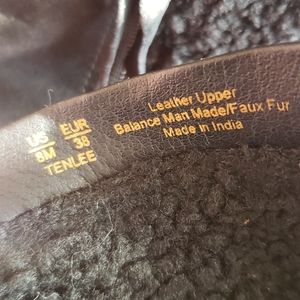 US EUR
8M 38
TENLEE
Leather Upper
Balance Man Made/Faux Fur
Made in India